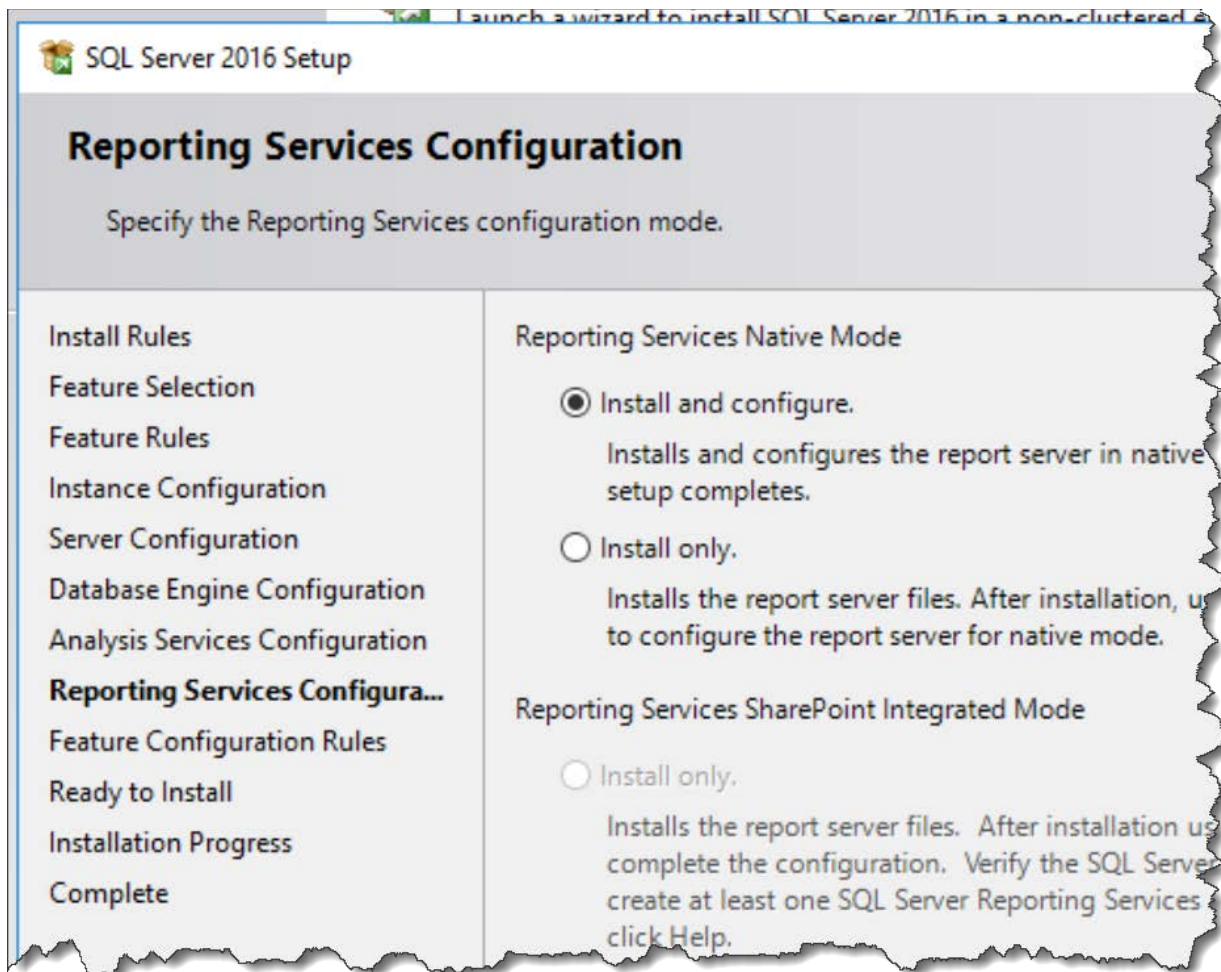 Launch a wizard to install SQL Server 2016 in a non-clustered
SQL Server 2016 Setup
Reporting Services Configuration
Specify the Reporting Services configuration mode.
Install Rules
Feature Selection
Feature Rules
Instance Configuration
Server Configuration
Database Engine Configuration
Analysis Services Configuration
Reporting Services Configura...
Feature Configuration Rules
Ready to Install
Installation Progress
Complete
Reporting Services Native Mode
Install and configure.
Installs and configures the report server in native
setup completes.
Install only.
Installs the report server files. After installation,
to configure the report server for native mode.
Reporting Services SharePoint Integrated Mode
Install only.
Installs the report server files. After installation
complete the configuration. Verify the SQL Server
create at least one SQL Server Reporting Services
click Help.